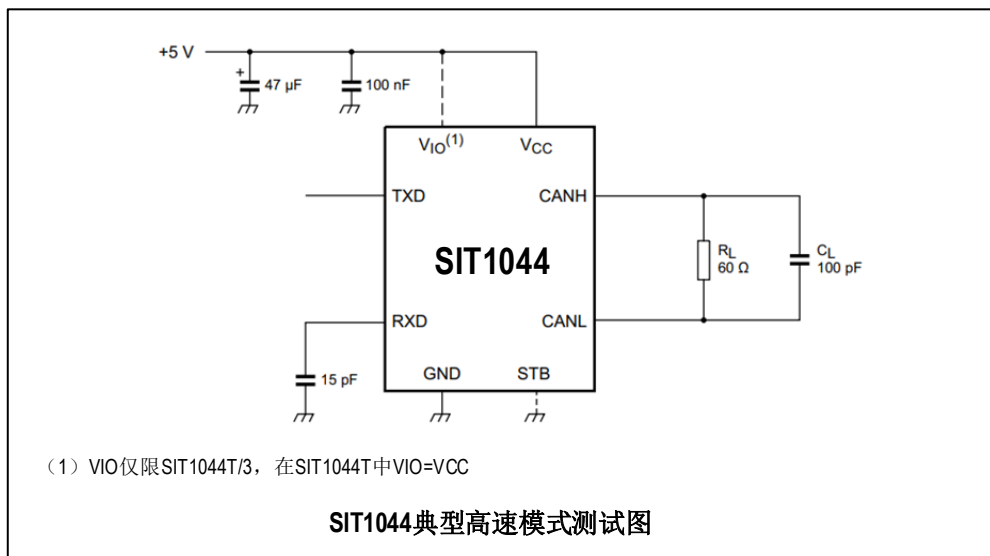 +5 V
+
47 µF
100 nF
VIO(1)
VCC
TXD
CANH
SIT1044
RL
60 Ω
CL
100 pF
RXD
CANL
15 pF
GND
STB
（1）VIO仅限SIT1044T/3，在SIT1044T中VIO=VCC
SIT1044典型高速模式测试图